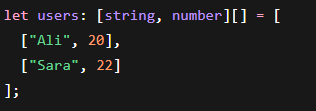 let users: [string, number][] = [
  ["Ali", 20],
  ["Sara", 22]
];